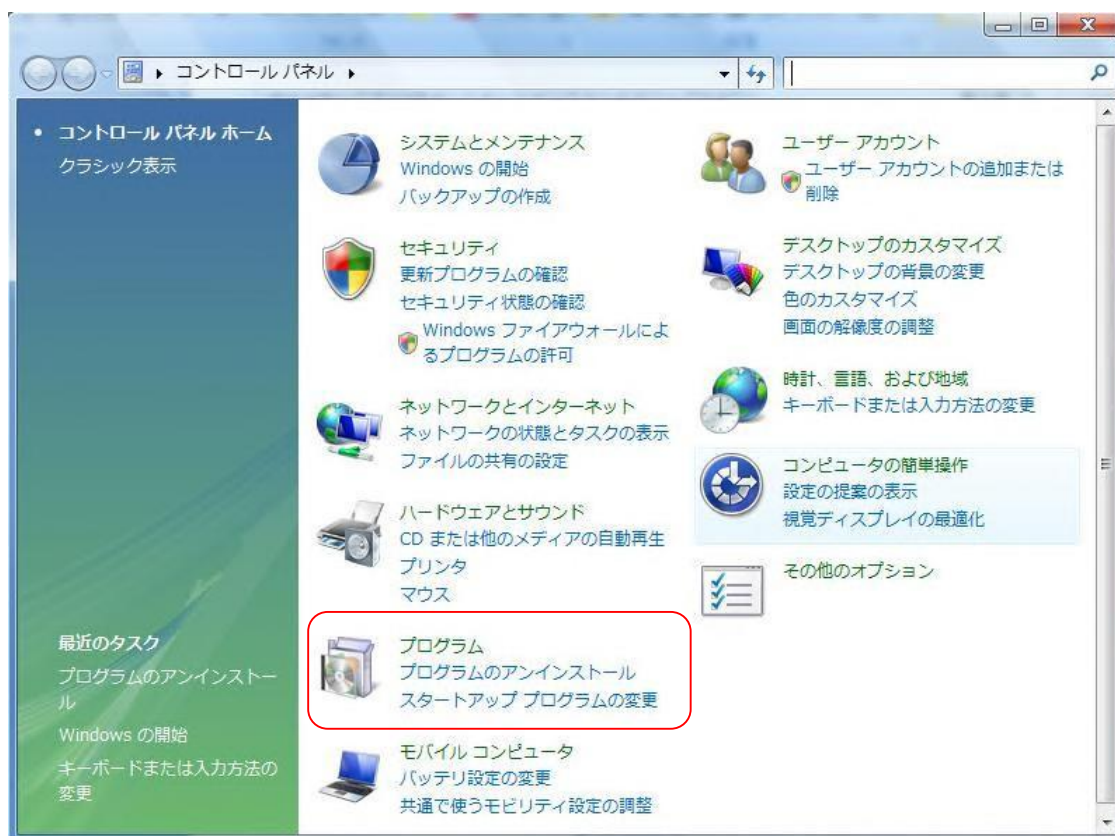 コントロール パネル
コントロール パネル ホーム
クラシック表示
最近のタスク
プログラムのアンインストー
ル
Windows の開始
キーボードまたは入力方法の
変更
システムとメンテナンス
Windows の開始
バックアップの作成
セキュリティ
更新プログラムの確認
セキュリティ状態の確認
Windows ファイアウォールによ
るプログラムの許可
ネットワークとインターネット
ネットワークの状態とタスクの表示
ファイルの共有の設定
ハードウェアとサウンド
CD または他のメディアの自動再生
プリンタ
マウス
プログラム
プログラムのアンインストール
スタートアップ プログラムの変更
モバイル コンピュータ
バッテリ設定の変更
共通で使うモビリティ設定の調整
ユーザー アカウント
ユーザー アカウントの追加または
削除
デスクトップのカスタマイズ
デスクトップの背景の変更
色のカスタマイズ
画面の解像度の調整
時計、言語、および地域
キーボードまたは入力方法の変更
コンピュータの簡単操作
設定の提案の表示
視覚ディスプレイの最適化
その他のオプション